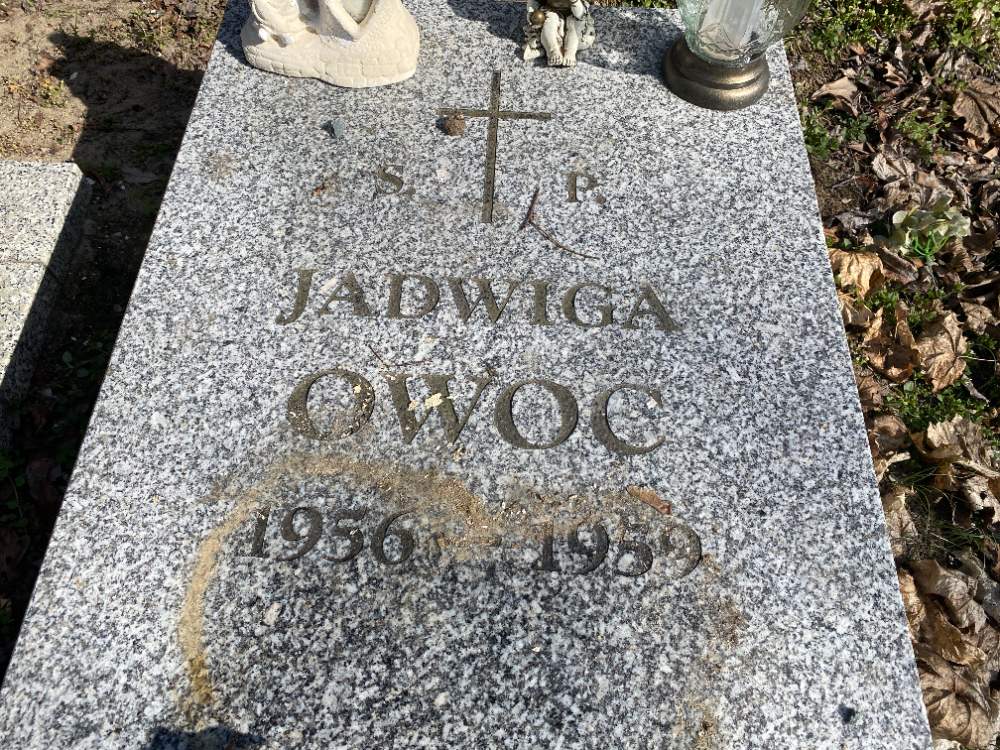 S. P.
JADWIGA
OWOC
1956 - 1959